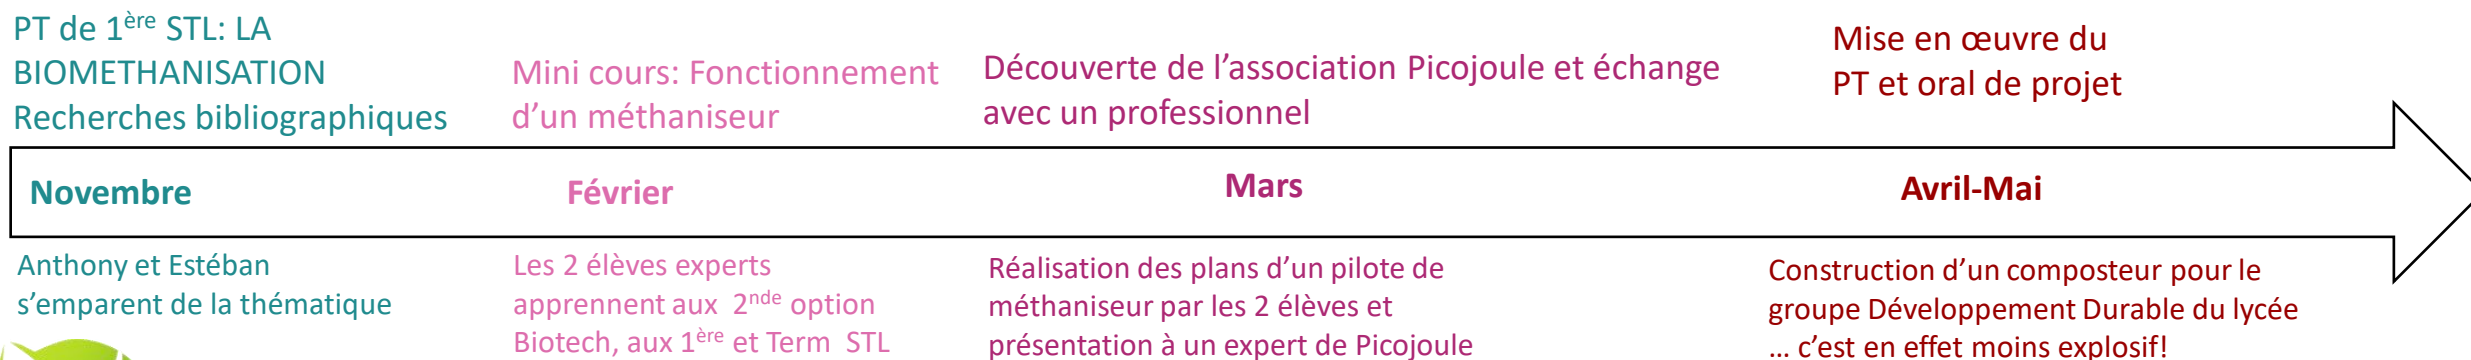 PT de 1ère STL: LA
BIOMETHANISATION
Recherches bibliographiques
Mini cours: Fonctionnement
d’un méthaniseur
Découverte de l’association Picojoule et échange
avec un professionnel
Mise en œuvre du
PT et oral de projet
Novembre
Février
Mars
Avril-Mai
Anthony et Estéban
s’emparent de la thématique
Les 2 élèves experts
apprennent aux 2nde option
Biotech, aux 1ère et Term STL
Réalisation des plans d’un pilote de
méthaniseur par les 2 élèves et
présentation à un expert de Picojoule
Construction d’un composteur pour le
groupe Développement Durable du lycée
… c’est en effet moins explosif!